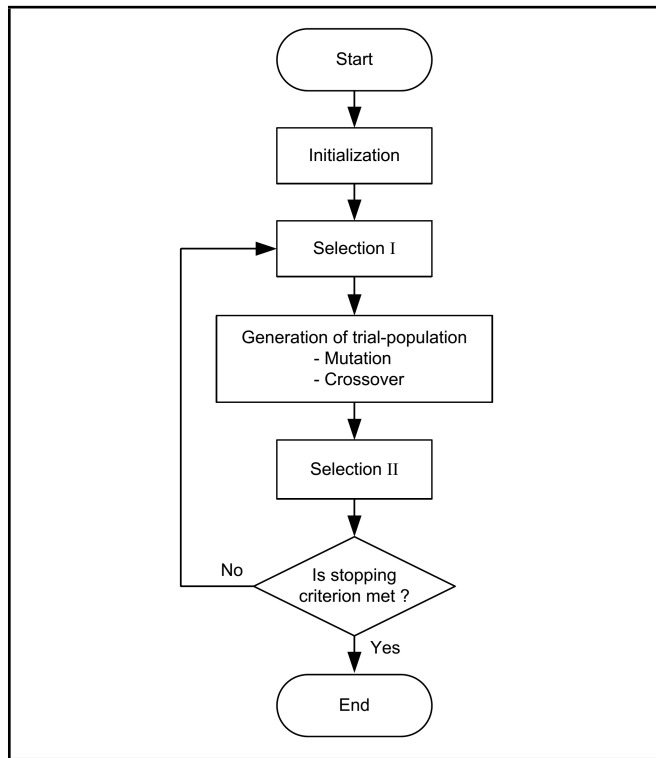 Start
Initialization
Selection I
Generation of trial-population
- Mutation
- Crossover
Selection II
Is stopping
criterion met ?
No
Yes
End